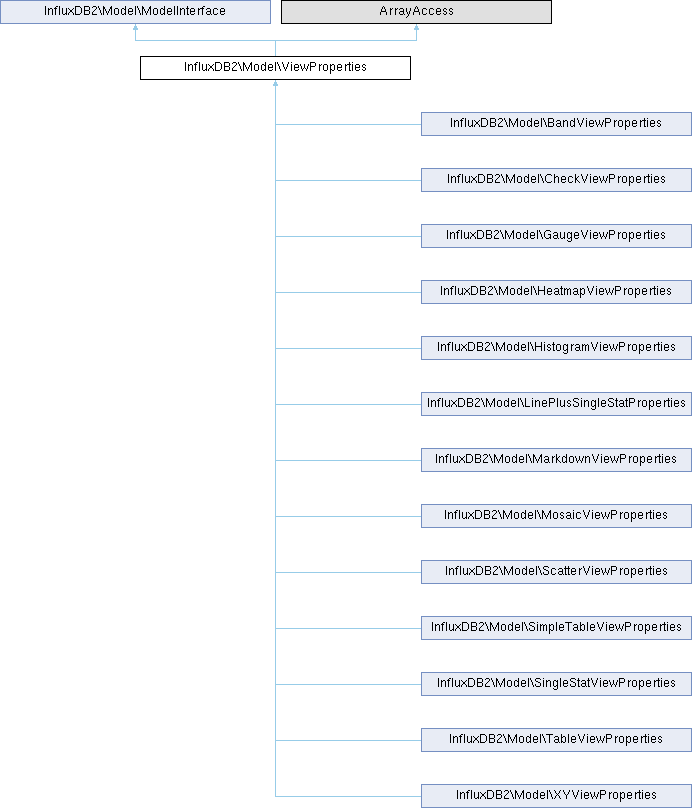 InfluxDB2\Model\ModelInterface
ArrayAccess
InfluxDB2\Model\ViewProperties
InfluxDB2\Model\BandViewProperties
InfluxDB2\Model\CheckViewProperties
InfluxDB2\Model\GaugeViewProperties
InfluxDB2\Model\HeatmapViewProperties
InfluxDB2\Model\HistogramViewProperties
InfluxDB2\Model\LinePlusSingleStatProperties
InfluxDB2\Model\MarkdownViewProperties
InfluxDB2\Model\MosaicViewProperties
InfluxDB2\Model\ScatterViewProperties
InfluxDB2\Model\SimpleTableViewProperties
InfluxDB2\Model\SingleStatViewProperties
InfluxDB2\Model\TableViewProperties
InfluxDB2\Model\XYViewProperties